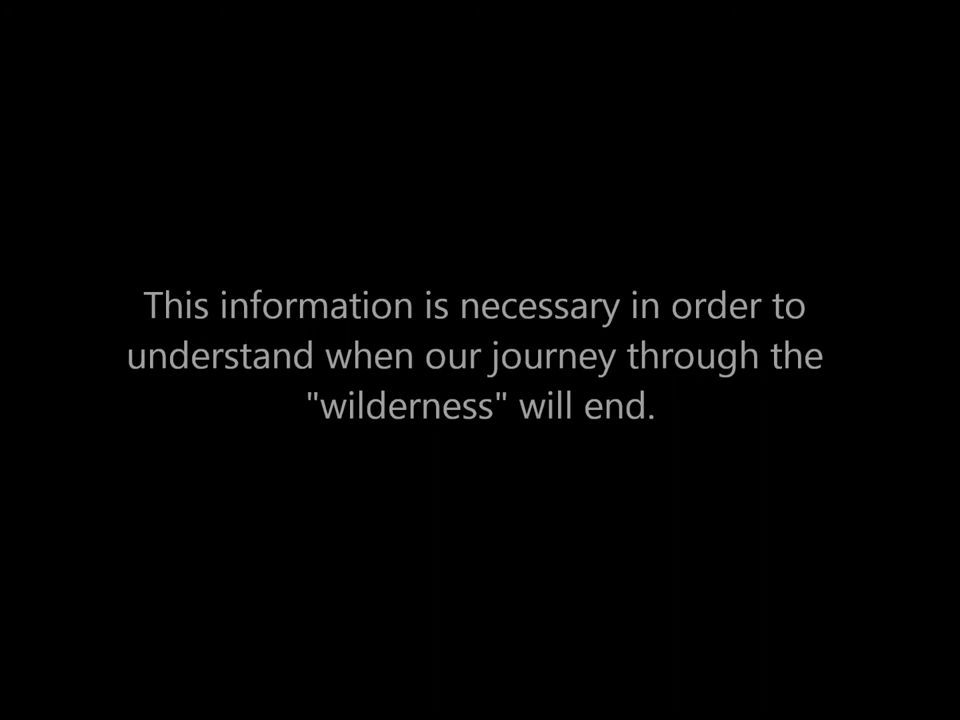 This information is necessary in order to
understand when our journey through the
"wilderness" will end.